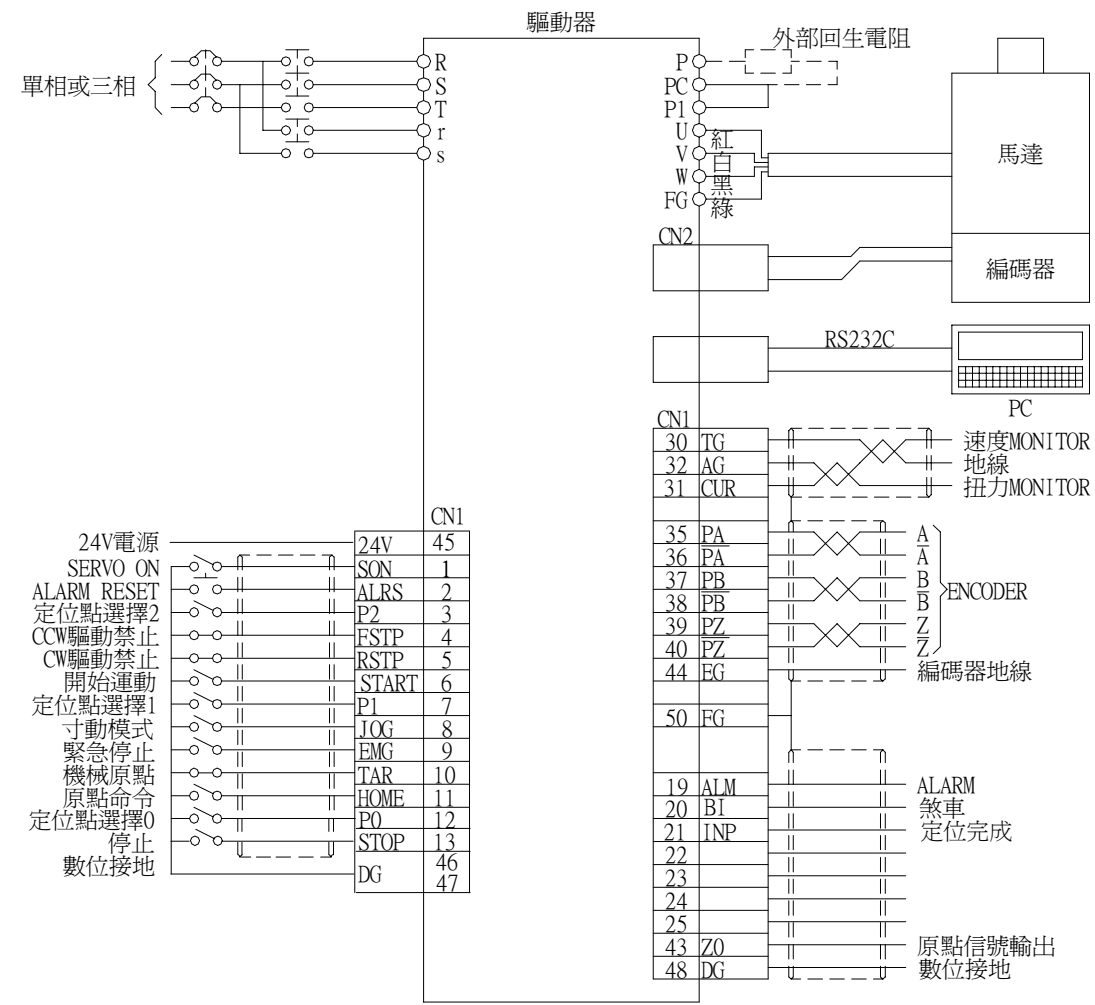 驅動器
單相或三相
R
S
T
r
s
P
PC
P1
U
V
W
FG
外部回生電阻
紅
白
黑
綠
馬達
編碼器
CN2
RS232C
PC
CN1
30 TG 速度MONITOR
32 AG 地線
31 CUR 扭力MONITOR
35 PA A
36 P̅A̅ A̅
37 PB B
38 P̅B̅ B̅
39 PZ Z
40 P̅Z̅ Z̅
ENCODER
44 EG 編碼器地線
50 FG
19 ALM ALARM
20 BI 煞車
21 INP 定位完成
22
23
24
25
43 ZO 原點信號輸出
48 DG 數位接地
CN1
24V電源 24V 45
SERVO ON SON 1
ALARM RESET ALRS 2
定位點選擇2 P2 3
CCW驅動禁止 FSTP 4
CW驅動禁止 RSTP 5
開始運動 START 6
定位點選擇1 P1 7
寸動模式 JOG 8
緊急停止 EMG 9
機械原點 TAR 10
原點命令 HOME 11
定位點選擇0 P0 12
停止 STOP 13
數位接地 DG 46
47